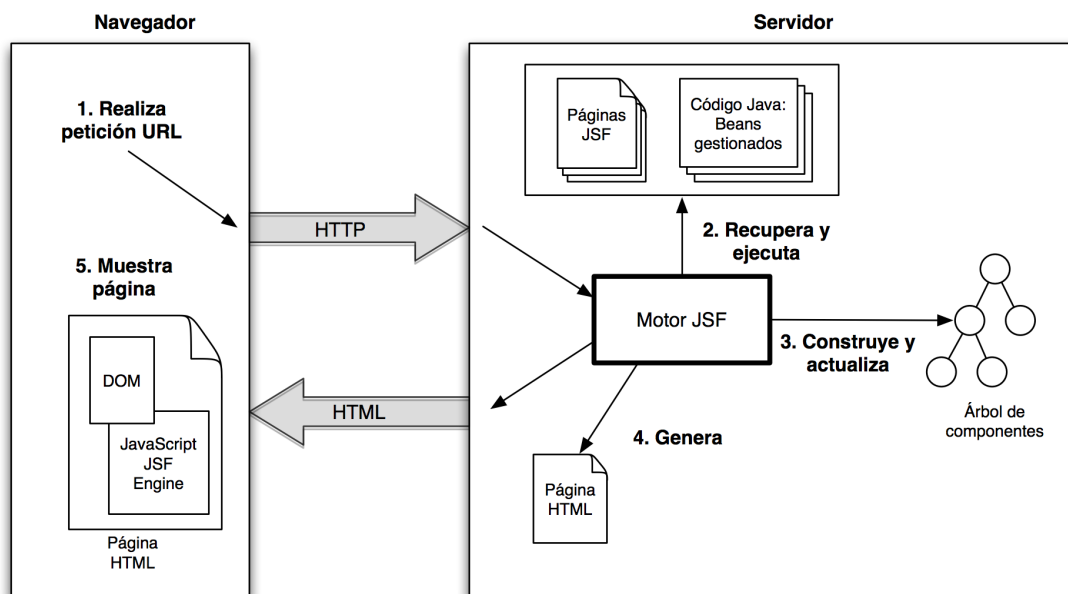 Navegador
Servidor
1. Realiza
petición URL
HTTP
Páginas
JSF
Código Java:
Beans
gestionados
2. Recupera y
ejecuta
Motor JSF
3. Construye y
actualiza
Árbol de
componentes
4. Genera
Página
HTML
HTML
5. Muestra
página
DOM
JavaScript
JSF
Engine
Página
HTML